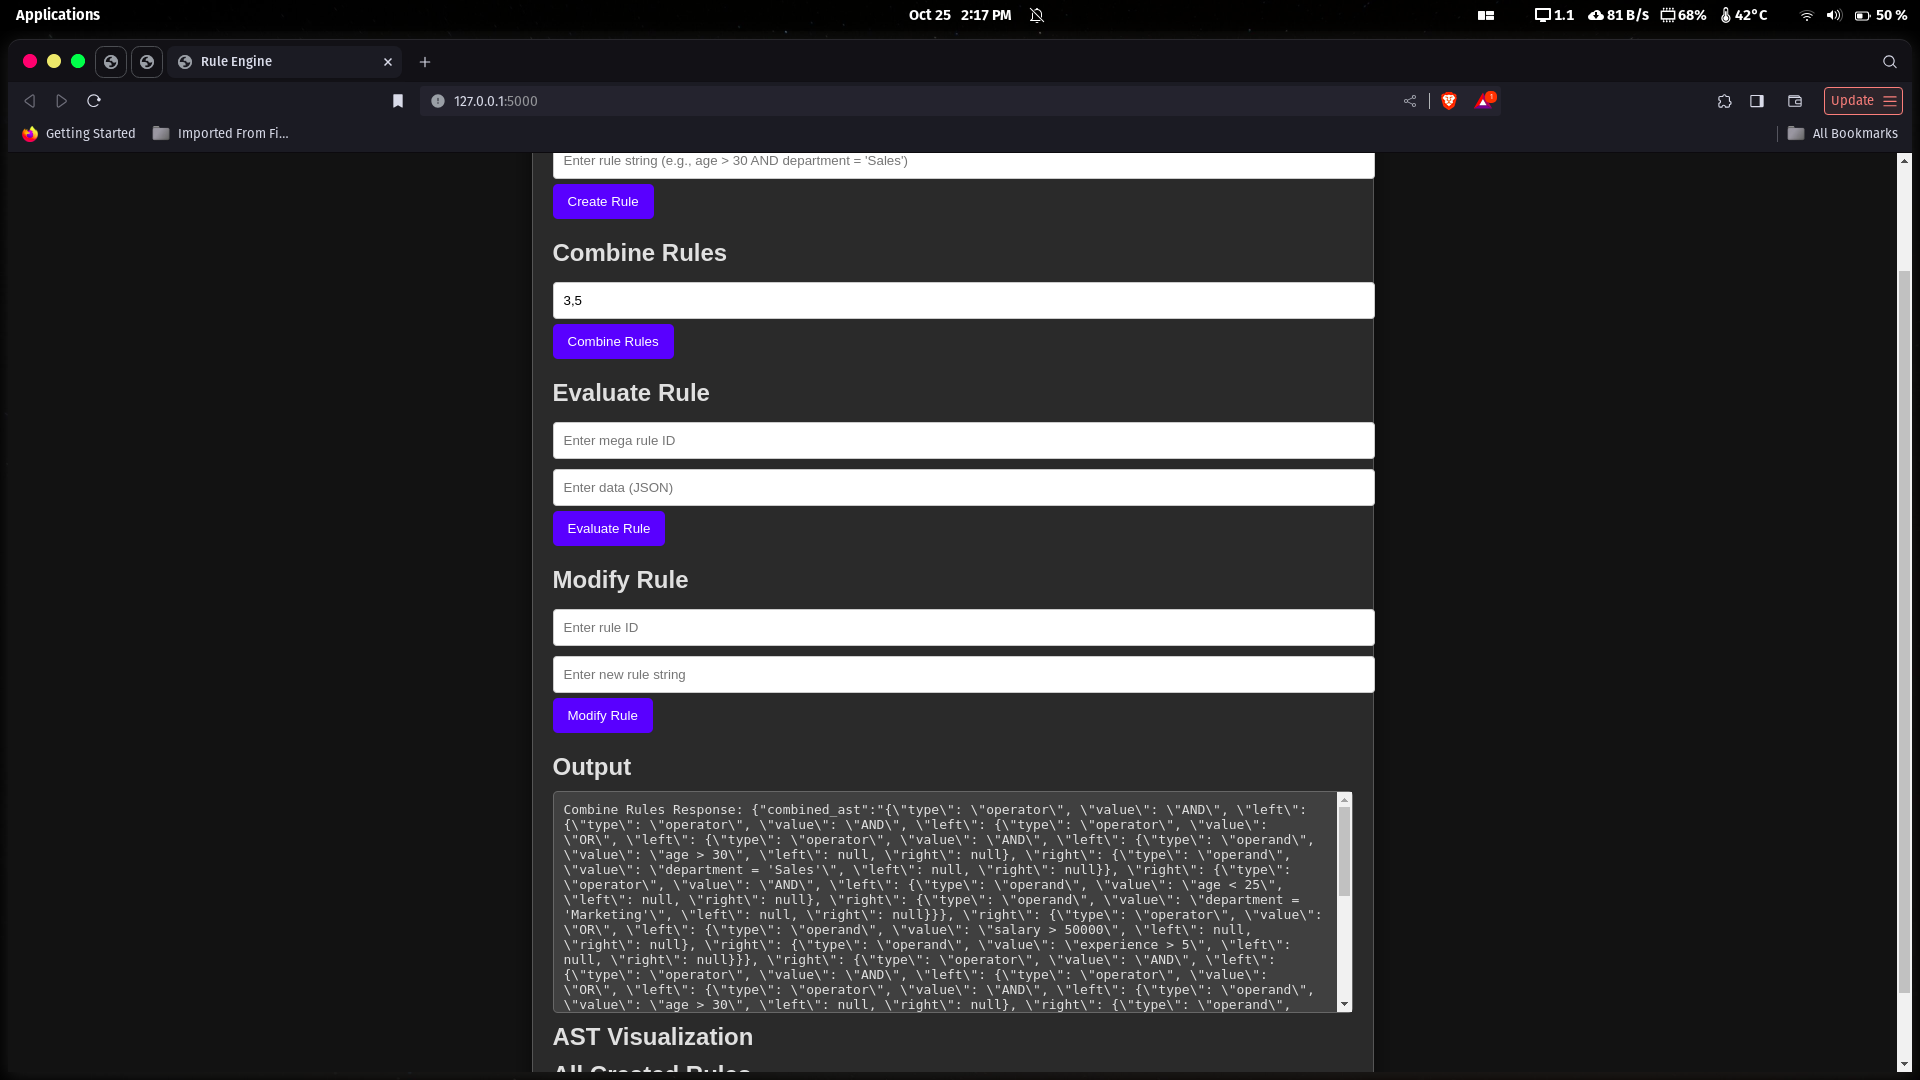 Applications
Oct 25 2:17 PM
1.1 81 B/s 68% 42°C 50 %
Rule Engine
127.0.0.1:5000
1
Update
Getting Started Imported From Fi...
All Bookmarks
Enter rule string (e.g., age > 30 AND department = 'Sales')
Create Rule
Combine Rules
3,5
Combine Rules
Evaluate Rule
Enter mega rule ID
Enter data (JSON)
Evaluate Rule
Modify Rule
Enter rule ID
Enter new rule string
Modify Rule
Output
Combine Rules Response: {"combined_ast":"{\"type\": \"operator\", \"value\": \"AND\", \"left\":
{\"type\": \"operator\", \"value\": \"AND\", \"left\": {\"type\": \"operator\", \"value\":
\"OR\", \"left\": {\"type\": \"operator\", \"value\": \"AND\", \"left\": {\"type\": \"operand\",
\"value\": \"age > 30\", \"left\": null, \"right\": null}, \"right\": {\"type\": \"operand\",
\"value\": \"department = 'Sales'\", \"left\": null, \"right\": null}}, \"right\": {\"type\":
\"operator\", \"value\": \"AND\", \"left\": {\"type\": \"operand\", \"value\": \"age < 25\",
\"left\": null, \"right\": null}, \"right\": {\"type\": \"operand\", \"value\": \"department =
'Marketing'\", \"left\": null, \"right\": null}}}, \"right\": {\"type\": \"operator\", \"value\":
\"OR\", \"left\": {\"type\": \"operand\", \"value\": \"salary > 50000\", \"left\": null,
\"right\": null}, \"right\": {\"type\": \"operand\", \"value\": \"experience > 5\", \"left\":
null, \"right\": null}}}, \"right\": {\"type\": \"operator\", \"value\": \"AND\", \"left\":
{\"type\": \"operator\", \"value\": \"AND\", \"left\": {\"type\": \"operator\", \"value\":
\"OR\", \"left\": {\"type\": \"operator\", \"value\": \"AND\", \"left\": {\"type\": \"operand\",
\"value\": \"age > 30\", \"left\": null, \"right\": null}, \"right\": {\"type\": \"operand\",
AST Visualization
All Created Rules